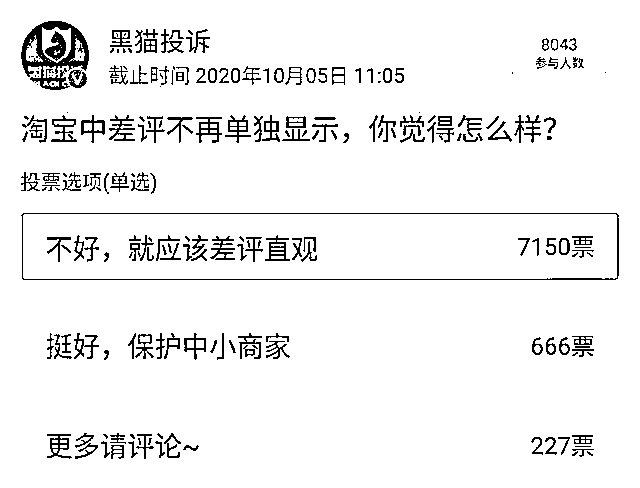 黑猫投诉
8043
截止时间 2020年10月05日 11:05
参与人数
淘宝中差评不再单独显示，你觉得怎么样？
投票选项(单选)
不好，就应该差评直观 7150票
挺好，保护中小商家 666票
更多请评论~ 227票